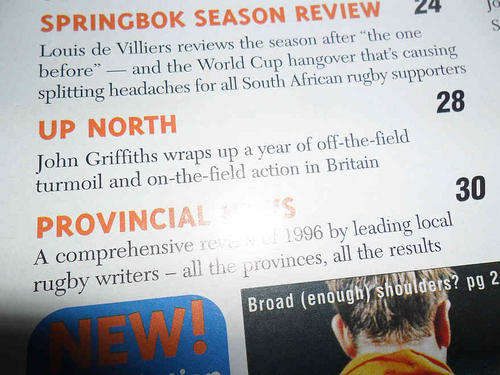 SPRINGBOK SEASON REVIEW 24
Louis de Villiers reviews the season after "the one
before" — and the World Cup hangover that's causing
splitting headaches for all South African rugby supporters
28
UP NORTH
John Griffiths wraps up a year of off-the-field
turmoil and on-the-field action in Britain
30
PROVINCIAL
A comprehensive of 1996 by leading local
rugby writers – all the provinces, all the results
NEW!
Broad (enough) shoulders? pg 2